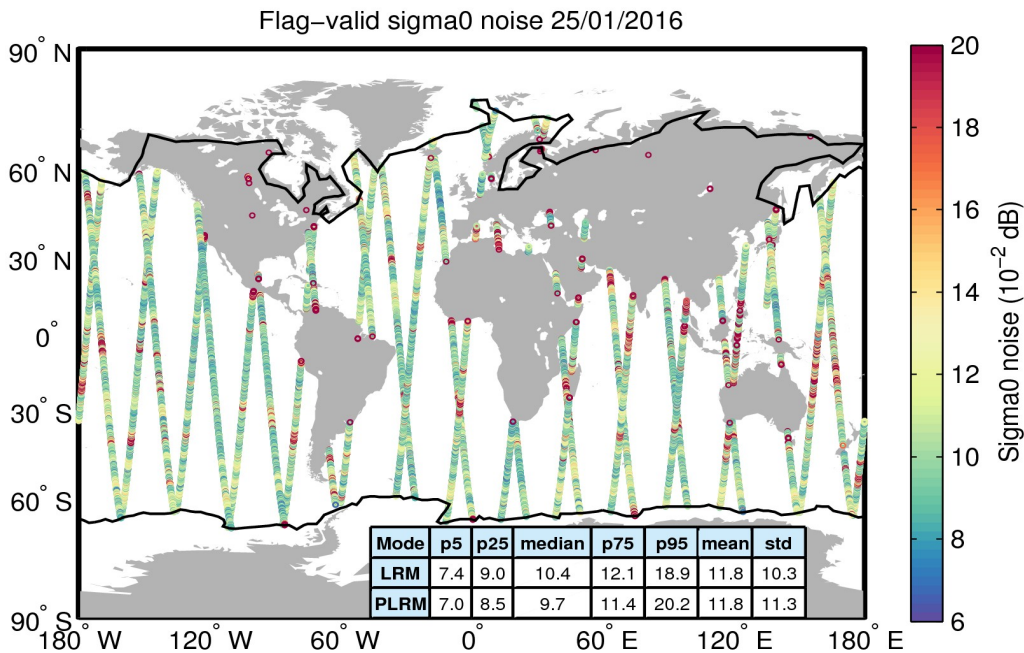 Flag−valid sigma0 noise 25/01/2016
90° N
60° N
30° N
0°
30° S
60° S
90° S
180° W
120° W
60° W
0°
60° E
120° E
180° E
Mode p5 p25 median p75 p95 mean std
LRM 7.4 9.0 10.4 12.1 18.9 11.8 10.3
PLRM 7.0 8.5 9.7 11.4 20.2 11.8 11.3
20
18
16
14
12
10
8
6
Sigma0 noise (10⁻² dB)